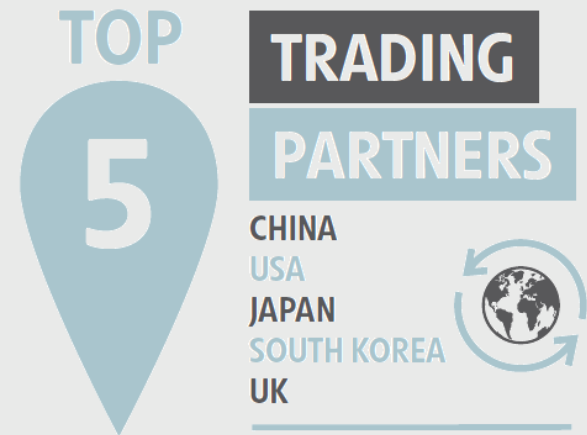 TOP
5
TRADING
PARTNERS
CHINA
USA
JAPAN
SOUTH KOREA
UK